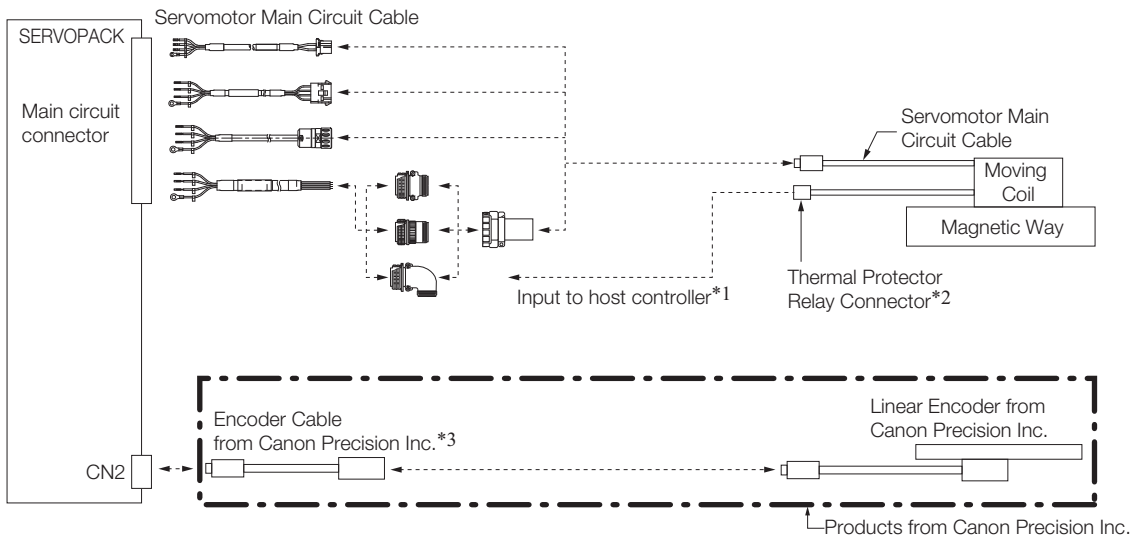 Servomotor Main Circuit Cable
SERVOPACK
Main circuit
connector
Servomotor Main
Circuit Cable
Moving
Coil
Magnetic Way
Thermal Protector
Relay Connector*2
Input to host controller*1
Encoder Cable
from Canon Precision Inc.*3
Linear Encoder from
Canon Precision Inc.
CN2
Products from Canon Precision Inc.